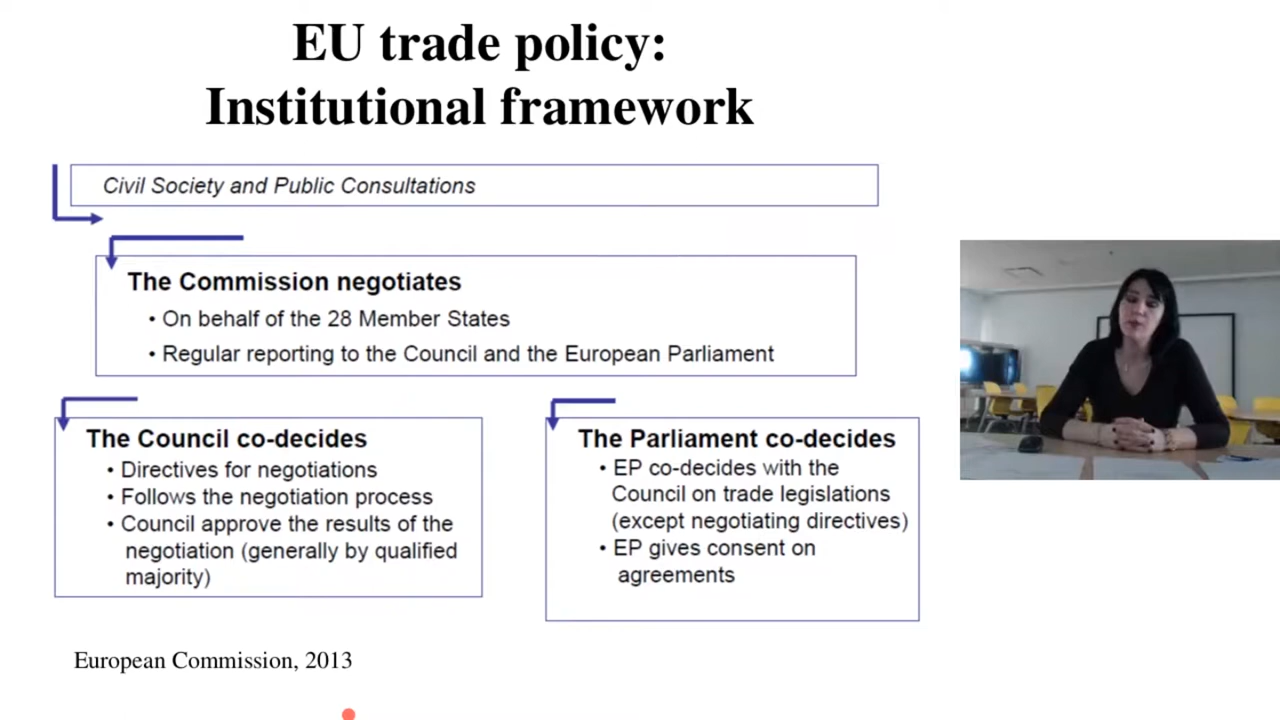 EU trade policy:
Institutional framework
Civil Society and Public Consultations
The Commission negotiates
• On behalf of the 28 Member States
• Regular reporting to the Council and the European Parliament
The Council co-decides
• Directives for negotiations
• Follows the negotiation process
• Council approve the results of the
negotiation (generally by qualified
majority)
The Parliament co-decides
• EP co-decides with the
Council on trade legislations
(except negotiating directives)
• EP gives consent on
agreements
European Commission, 2013